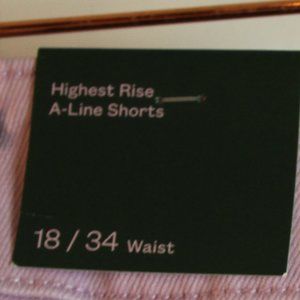 Highest Rise
A-Line Shorts
18 / 34 Waist